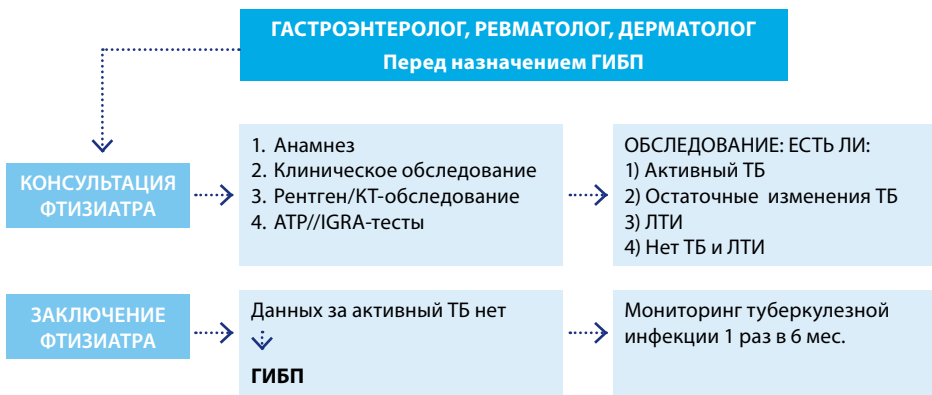 ГАСТРОЭНТЕРОЛОГ, РЕВМАТОЛОГ, ДЕРМАТОЛОГ
Перед назначением ГИБП
КОНСУЛЬТАЦИЯ
ФТИЗИАТРА
1. Анамнез
2. Клиническое обследование
3. Рентген/КТ-обследование
4. АТР//IGRA-тесты
ОБСЛЕДОВАНИЕ: ЕСТЬ ЛИ:
1) Активный ТБ
2) Остаточные изменения ТБ
3) ЛТИ
4) Нет ТБ и ЛТИ
ЗАКЛЮЧЕНИЕ
ФТИЗИАТРА
Данных за активный ТБ нет
ГИБП
Мониторинг туберкулезной
инфекции 1 раз в 6 мес.